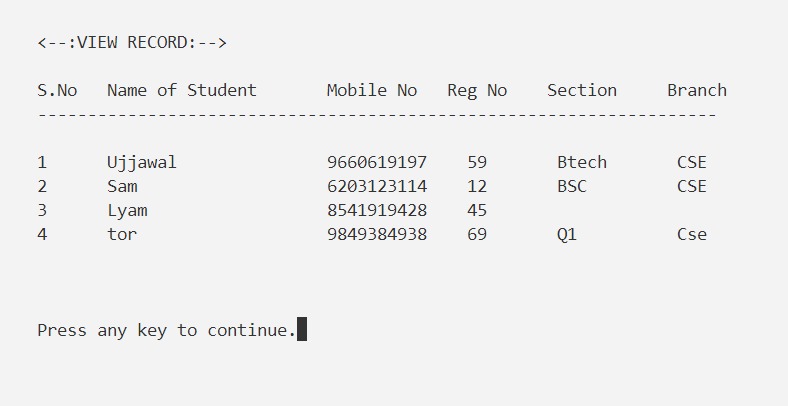 <--:VIEW RECORD:-->
S.No   Name of Student       Mobile No   Reg No    Section     Branch
--------------------------------------------------------------------
1      Ujjawal               9660619197    59       Btech       CSE
2      Sam                   6203123114    12       BSC         CSE
3      Lyam                  8541919428    45
4      tor                   9849384938    69       Q1          Cse
Press any key to continue.